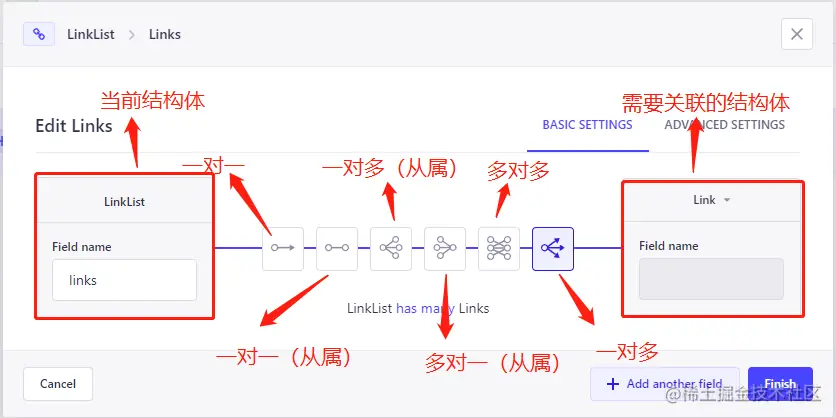 LinkList > Links
当前结构体
需要关联的结构体
Edit Links
BASIC SETTINGS
ADVANCED SETTINGS
一对一
一对多（从属）
多对多
LinkList
Link
Field name
links
Field name
LinkList has many Links
一对一（从属）
多对一（从属）
一对多
Cancel
+ Add another field
Finish
@稀土掘金技术社区